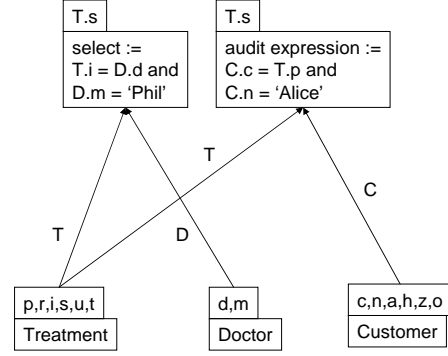 T.s
select :=
T.i = D.d and
D.m = ‘Phil’
T.s
audit expression :=
C.c = T.p and
C.n = ‘Alice’
T
T
D
C
p,r,i,s,u,t
Treatment
d,m
Doctor
c,n,a,h,z,o
Customer